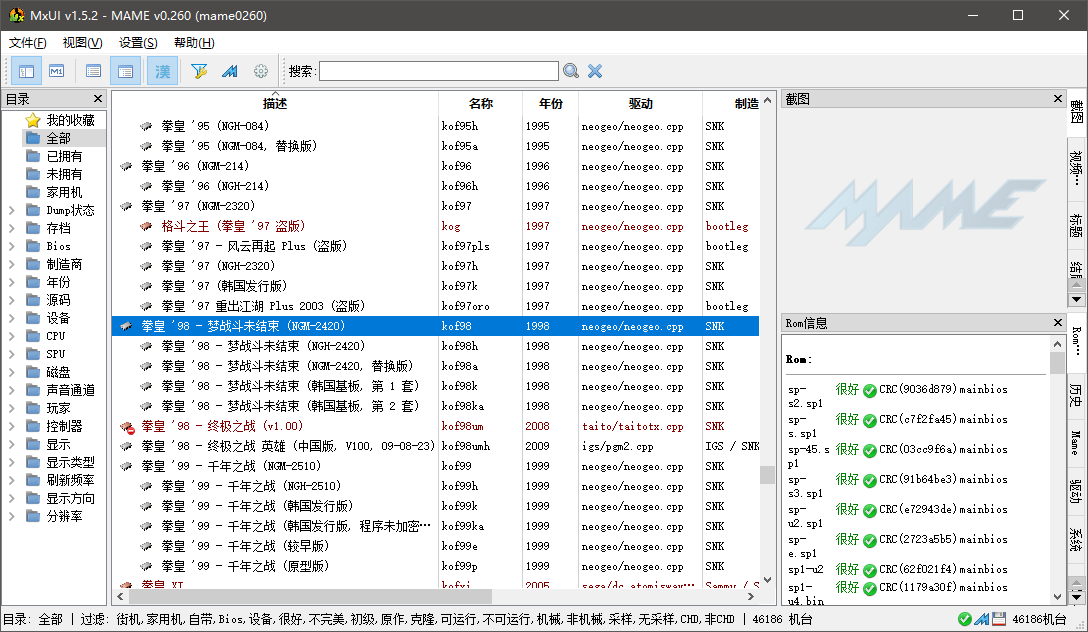 MxUI v1.5.2 - MAME v0.260 (mame0260)
文件(F) 视图(V) 设置(S) 帮助(H)
M1 漢 搜索:
目录
我的收藏
全部
已拥有
未拥有
家用机
Dump状态
存档
Bios
制造商
年份
源码
设备
CPU
SPU
磁盘
声音通道
玩家
控制器
显示
显示类型
刷新频率
显示方向
分辨率
描述 名称 年份 驱动 制造
拳皇 '95 (NGH-084) kof95h 1995 neogeo/neogeo.cpp SNK
拳皇 '95 (NGM-084, 替换版) kof95a 1995 neogeo/neogeo.cpp SNK
拳皇 '96 (NGM-214) kof96 1996 neogeo/neogeo.cpp SNK
拳皇 '96 (NGH-214) kof96h 1996 neogeo/neogeo.cpp SNK
拳皇 '97 (NGM-2320) kof97 1997 neogeo/neogeo.cpp SNK
格斗之王 (拳皇 '97 盗版) kog 1997 neogeo/neogeo.cpp bootleg
拳皇 '97 - 风云再起 Plus (盗版) kof97pls 1997 neogeo/neogeo.cpp bootleg
拳皇 '97 (NGH-2320) kof97h 1997 neogeo/neogeo.cpp SNK
拳皇 '97 (韩国发行版) kof97k 1997 neogeo/neogeo.cpp SNK
拳皇 '97 重出江湖 Plus 2003 (盗版) kof97oro 1997 neogeo/neogeo.cpp bootleg
拳皇 '98 - 梦战斗未结束 (NGM-2420) kof98 1998 neogeo/neogeo.cpp SNK
拳皇 '98 - 梦战斗未结束 (NGH-2420) kof98h 1998 neogeo/neogeo.cpp SNK
拳皇 '98 - 梦战斗未结束 (NGM-2420, 替换版) kof98a 1998 neogeo/neogeo.cpp SNK
拳皇 '98 - 梦战斗未结束 (韩国基板, 第 1 套) kof98k 1998 neogeo/neogeo.cpp SNK
拳皇 '98 - 梦战斗未结束 (韩国基板, 第 2 套) kof98ka 1998 neogeo/neogeo.cpp SNK
拳皇 '98 - 终极之战 (v1.00) kof98um 2008 taito/taitotx.cpp SNK
拳皇 '98 - 终极之战 英雄 (中国版, V100, 09-08-23) kof98umh 2009 igs/pgm2.cpp IGS / SNK
拳皇 '99 - 千年之战 (NGM-2510) kof99 1999 neogeo/neogeo.cpp SNK
拳皇 '99 - 千年之战 (NGH-2510) kof99h 1999 neogeo/neogeo.cpp SNK
拳皇 '99 - 千年之战 (韩国发行版) kof99k 1999 neogeo/neogeo.cpp SNK
拳皇 '99 - 千年之战 (韩国发行版, 程序未加密… kof99ka 1999 neogeo/neogeo.cpp SNK
拳皇 '99 - 千年之战 (较早版) kof99e 1999 neogeo/neogeo.cpp SNK
拳皇 '99 - 千年之战 (原型版) kof99p 1999 neogeo/neogeo.cpp SNK
拳皇 XI kofxi 2005 sega/dc_atomiswav… Sammy / S
截图
MAME
截图
视频…
标题
Rom信息
Rom:
sp-s2.sp1 很好 CRC(9036d879) mainbios
sp-s.sp1 很好 CRC(c7f2fa45) mainbios
sp-45.sp1 很好 CRC(03cc9f6a) mainbios
sp-s3.sp1 很好 CRC(91b64be3) mainbios
sp-u2.sp1 很好 CRC(e72943de) mainbios
sp-e.sp1 很好 CRC(2723a5b5) mainbios
sp1-u2 很好 CRC(62f021f4) mainbios
sp1-u4.bin 很好 CRC(1179a30f) mainbios
Rom…
历史
Mame
驱动
系统
目录: 全部 | 过滤: 街机,家用机,自带,Bios,设备,很好,不完美,初级,原作,克隆,可运行,不可运行,机械,非机械,采样,无采样,CHD,非CHD | 46186 机台 46186机台